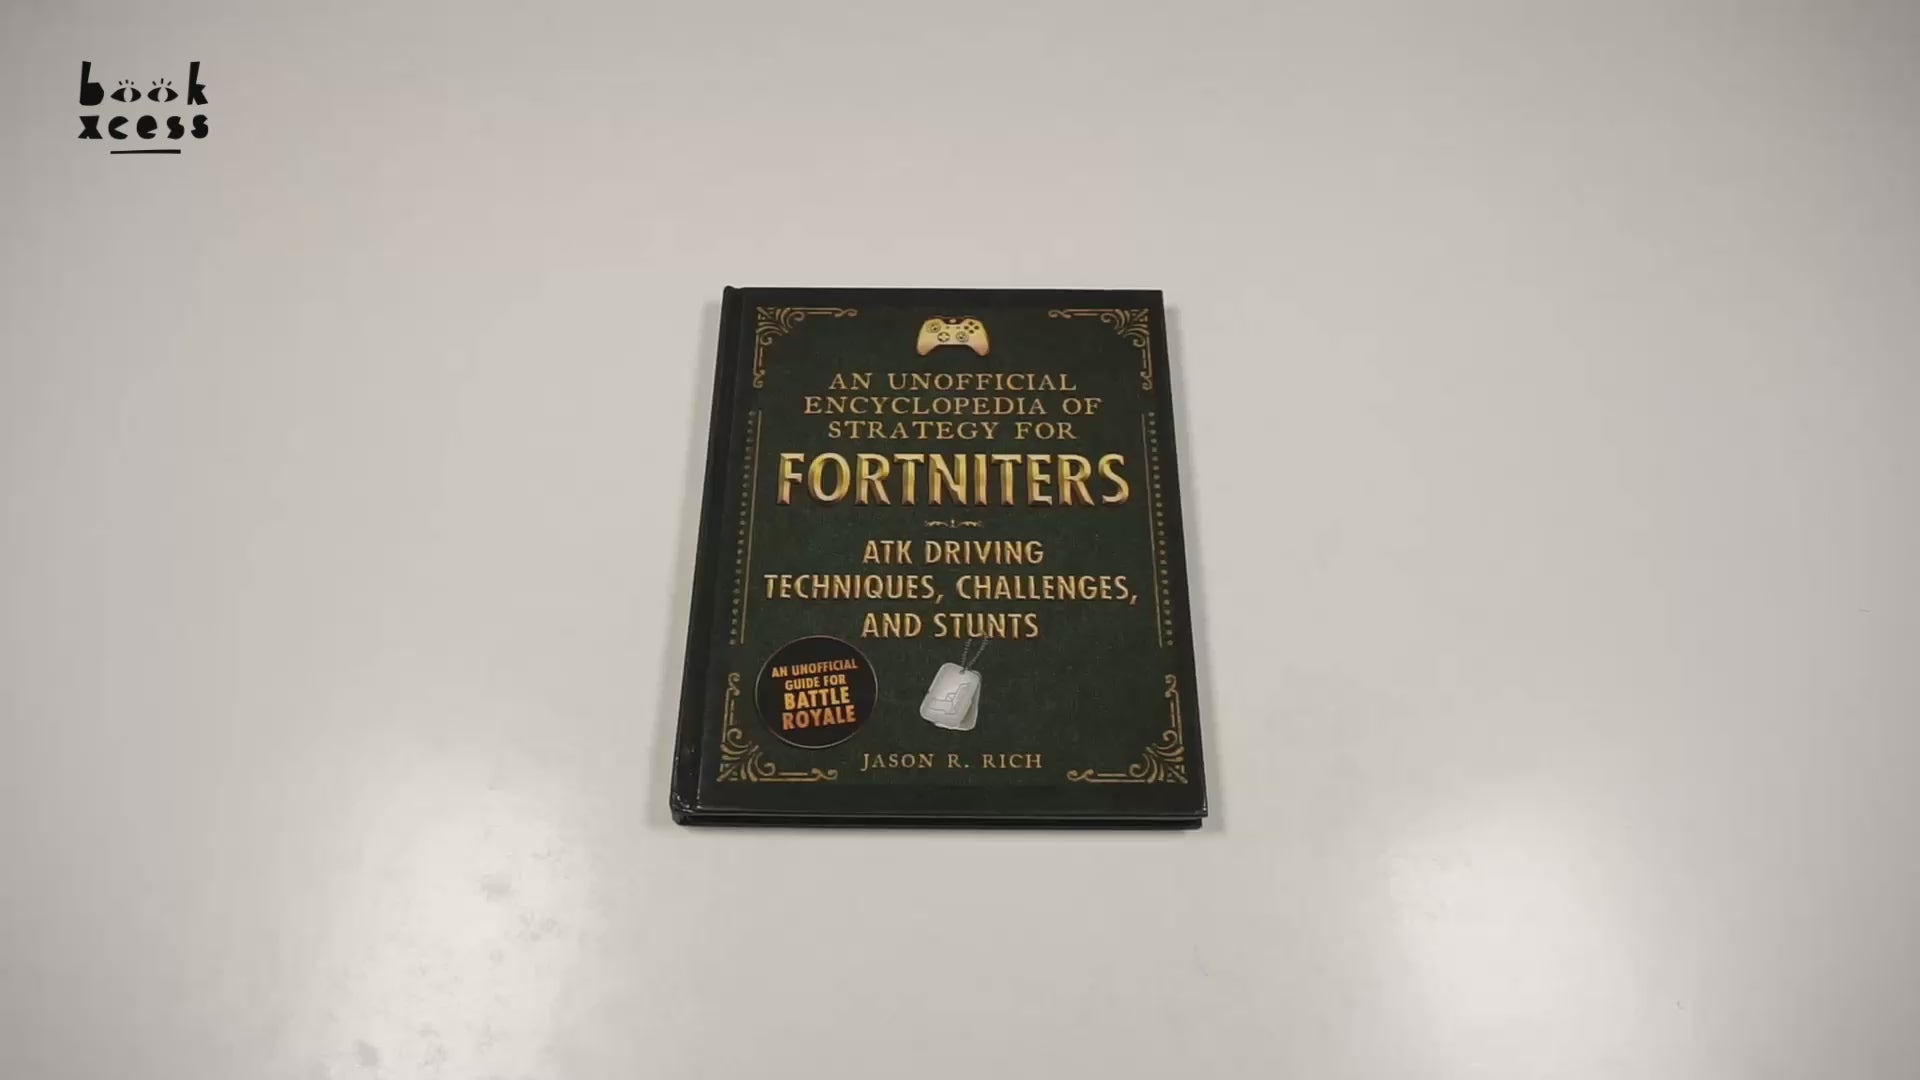 book
xcess
AN UNOFFICIAL
ENCYCLOPEDIA OF
STRATEGY FOR
FORTNITERS
ATK DRIVING
TECHNIQUES, CHALLENGES,
AND STUNTS
AN UNOFFICIAL
GUIDE FOR
BATTLE
ROYALE
JASON R. RICH